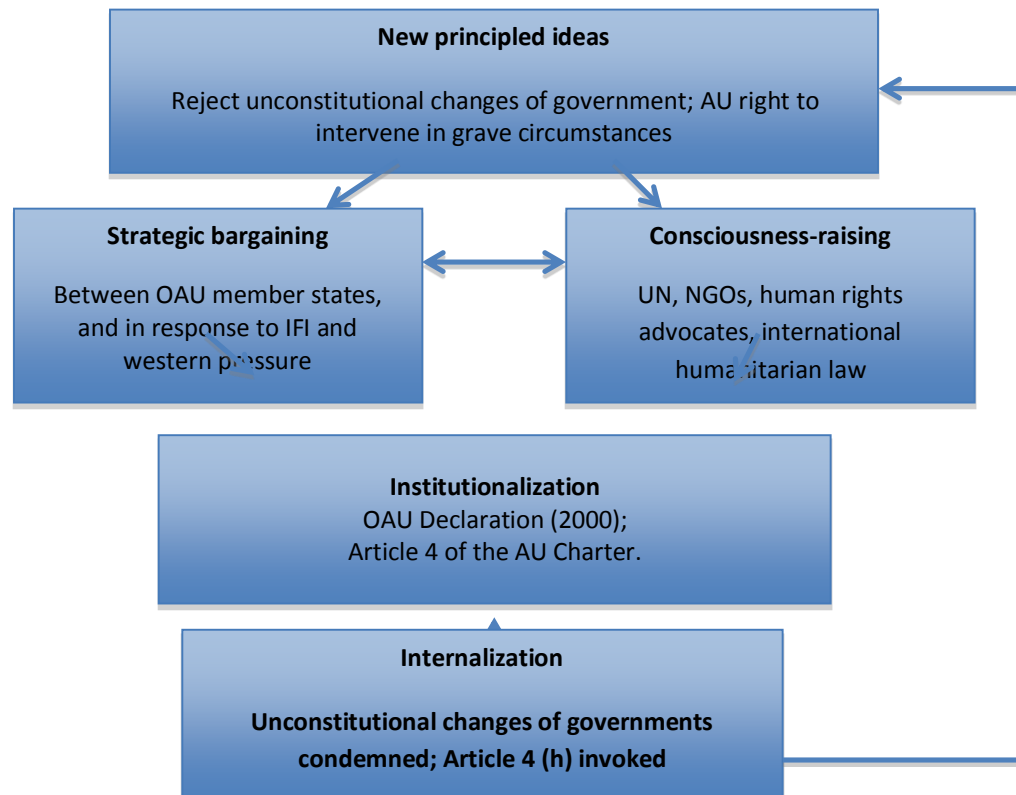 New principled ideas
Reject unconstitutional changes of government; AU right to
intervene in grave circumstances
Strategic bargaining
Between OAU member states,
and in response to IFI and
western pressure
Consciousness-raising
UN, NGOs, human rights
advocates, international
humanitarian law
Institutionalization
OAU Declaration (2000);
Article 4 of the AU Charter.
Internalization
Unconstitutional changes of governments
condemned; Article 4 (h) invoked